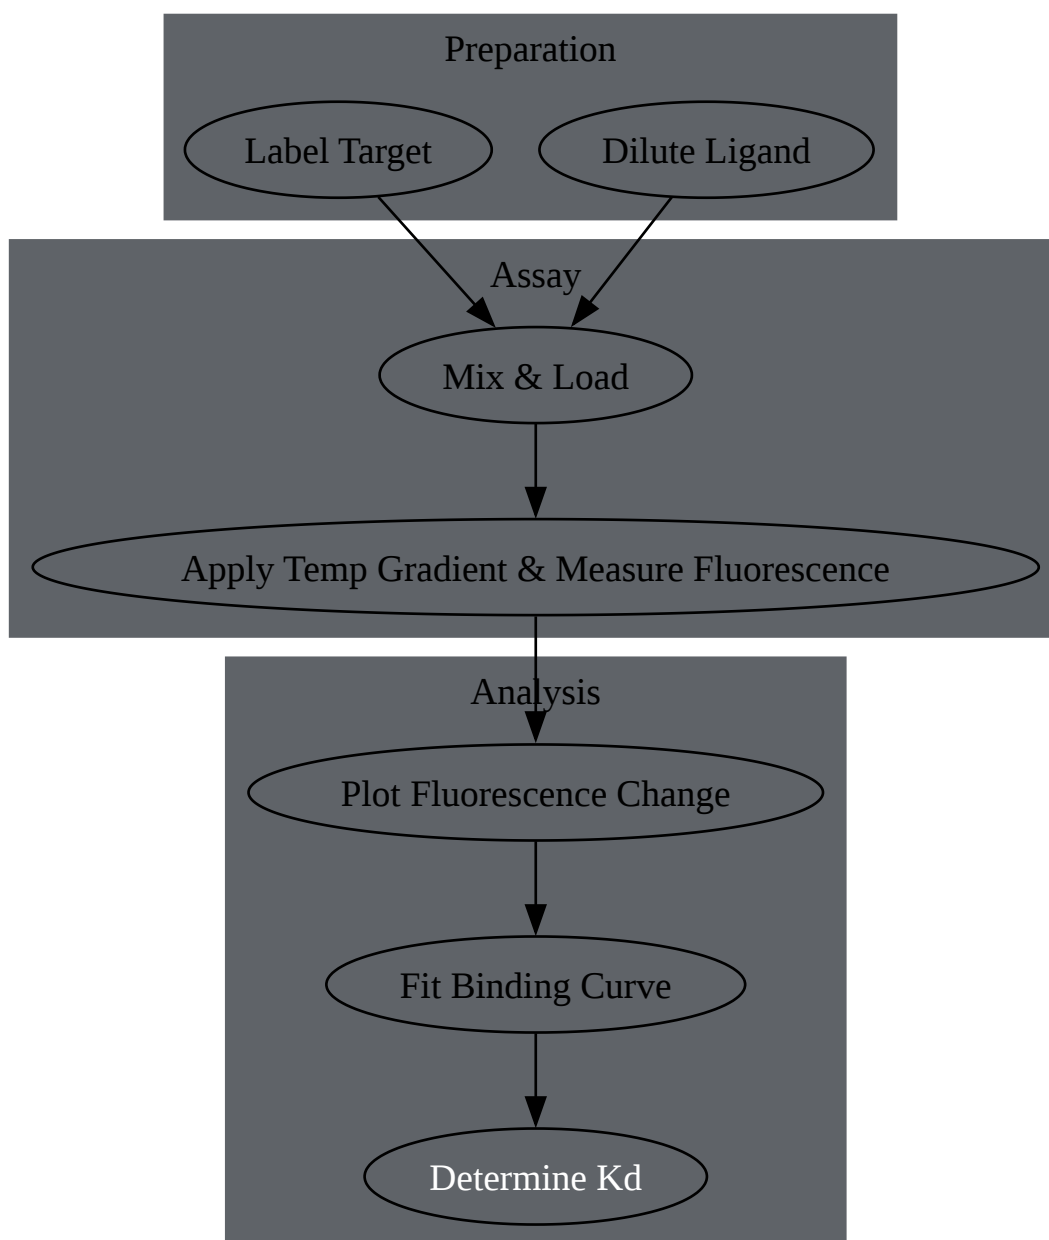 Preparation
Label Target
Dilute Ligand
Assay
Mix & Load
Apply Temp Gradient & Measure Fluorescence
Analysis
Plot Fluorescence Change
Fit Binding Curve
Determine Kd